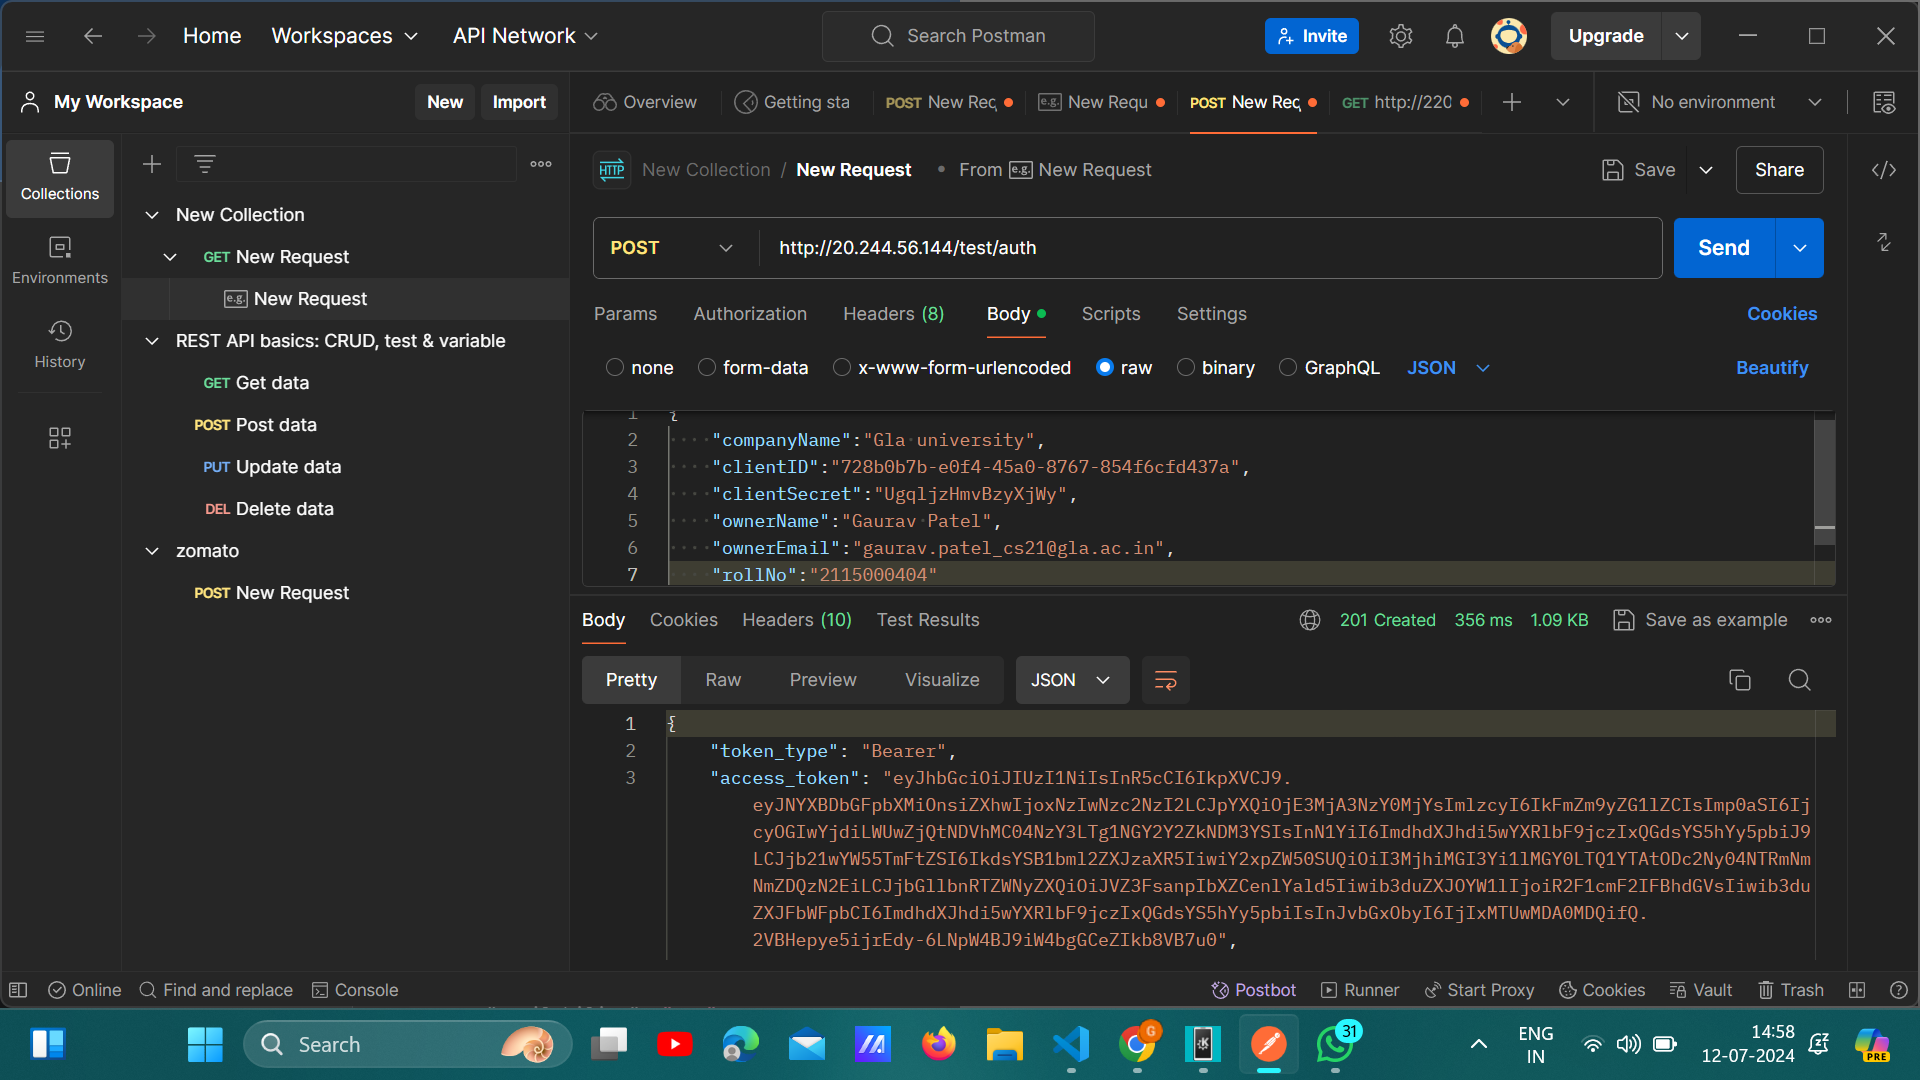 Home
Workspaces
API Network
Search Postman
Invite
Upgrade
My Workspace
New
Import
Overview
Getting sta
POST New Req
e.g. New Requ
POST New Req
GET http://220
No environment
Collections
Environments
History
New Collection
GET New Request
e.g. New Request
REST API basics: CRUD, test & variable
GET Get data
POST Post data
PUT Update data
DEL Delete data
zomato
POST New Request
HTTP New Collection / New Request • From e.g. New Request
Save
Share
POST
http://20.244.56.144/test/auth
Send
Params
Authorization
Headers (8)
Body
Scripts
Settings
Cookies
none
form-data
x-www-form-urlencoded
raw
binary
GraphQL
JSON
Beautify
1 {
2 "companyName":"Gla university",
3 "clientID":"728b0b7b-e0f4-45a0-8767-854f6cfd437a",
4 "clientSecret":"UgqljzHmvBzyXjWy",
5 "ownerName":"Gaurav Patel",
6 "ownerEmail":"gaurav.patel_cs21@gla.ac.in",
7 "rollNo":"2115000404"
Body
Cookies
Headers (10)
Test Results
201 Created
356 ms
1.09 KB
Save as example
Pretty
Raw
Preview
Visualize
JSON
1 {
2 "token_type": "Bearer",
3 "access_token": "eyJhbGciOiJIUzI1NiIsInR5cCI6IkpXVCJ9.
eyJNYXBDbGFpbXMiOnsiZXhwIjoxNzIwNzc2NzI2LCJpYXQiOjE3MjA3NzY0MjYsImlzcyI6IkFmZm9yZG1lZCIsImp0aSI6Ij
cyOGIwYjdiLWUwZjQtNDVhMC04NzY3LTg1NGY2Y2ZkNDM3YSIsInN1YiI6ImdhdXJhdi5wYXRlbF9jczIxQGdsYS5hYy5pbiJ9
LCJjb21wYW55TmFtZSI6IkdsYSB1bml2ZXJzaXR5IiwiY2xpZW50SUQiOiI3MjhiMGI3Yi1lMGY0LTQ1YTAtODc2Ny04NTRmNm
NmZDQzN2EiLCJjbGllbnRTZWNyZXQiOiJVZ3FsanpIbXZCenlYald5Iiwib3duZXJOYW1lIjoiR2F1cmF2IFBhdGVsIiwib3du
ZXJFbWFpbCI6ImdhdXJhdi5wYXRlbF9jczIxQGdsYS5hYy5pbiIsInJvbGxObyI6IjIxMTUwMDA0MDQifQ.
2VBHepye5ijrEdy-6LNpW4BJ9iW4bgGCeZIkb8VB7u0",
Online
Find and replace
Console
Postbot
Runner
Start Proxy
Cookies
Vault
Trash
Search
G
31
ENG
IN
14:58
12-07-2024
PRE